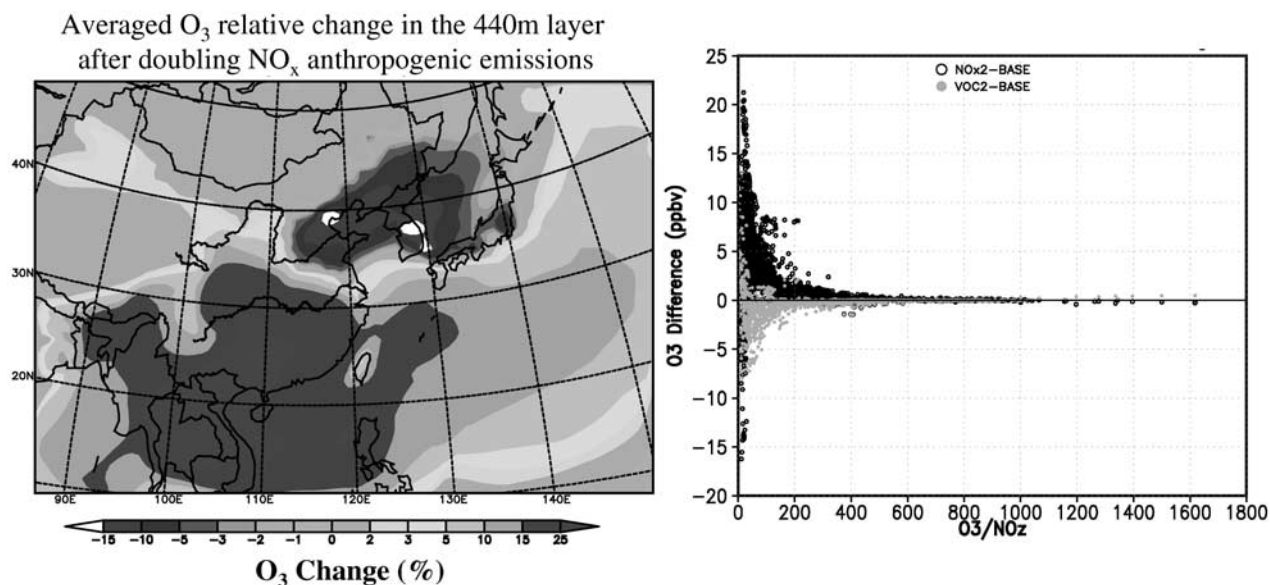 Averaged O₃ relative change in the 440m layer
after doubling NOₓ anthropogenic emissions
40N
30N
20N
90E 100E 110E 120E 130E 140E
-15 -10 -5 -3 -2 -1 0 2 3 5 10 15 25
O₃ Change (%)
25
20
15
10
5
0
-5
-10
-15
-20
O3 Difference (ppbv)
NOx2-BASE
VOC2-BASE
0 200 400 600 800 1000 1200 1400 1600 1800
O3/NOz